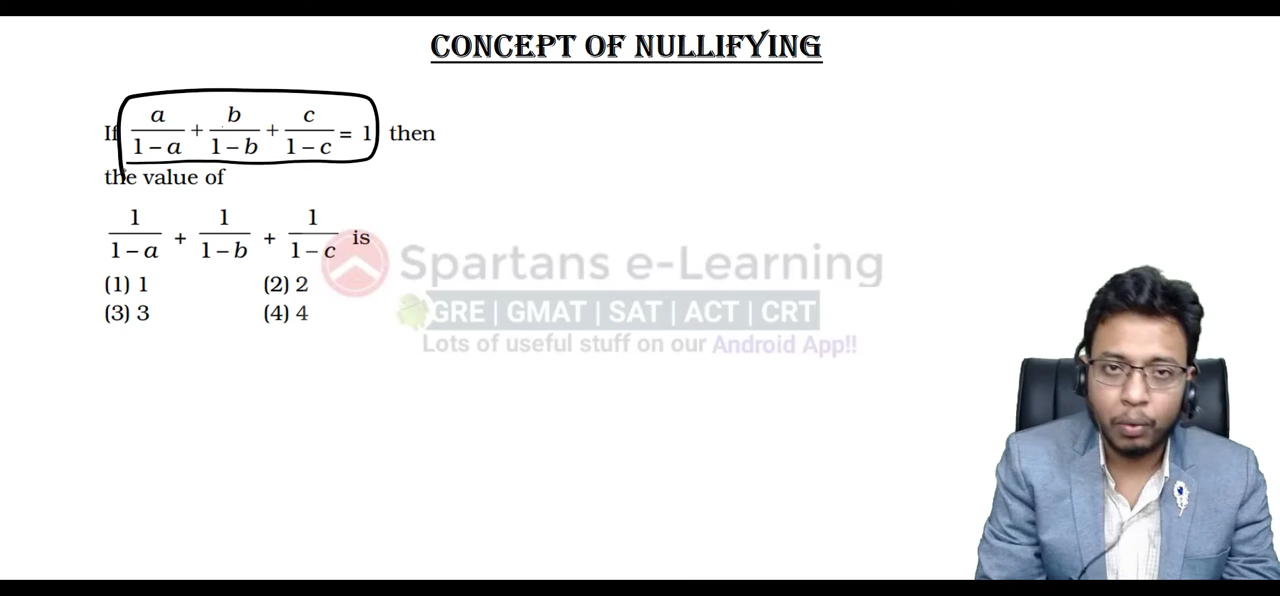 CONCEPT OF NULLIFYING
If a/(1 – a) + b/(1 – b) + c/(1 – c) = 1 then
the value of
1/(1 – a) + 1/(1 – b) + 1/(1 – c) is
(1) 1 (2) 2
(3) 3 (4) 4
Spartans e-Learning
GRE | GMAT | SAT | ACT | CRT
Lots of useful stuff on our Android App!!